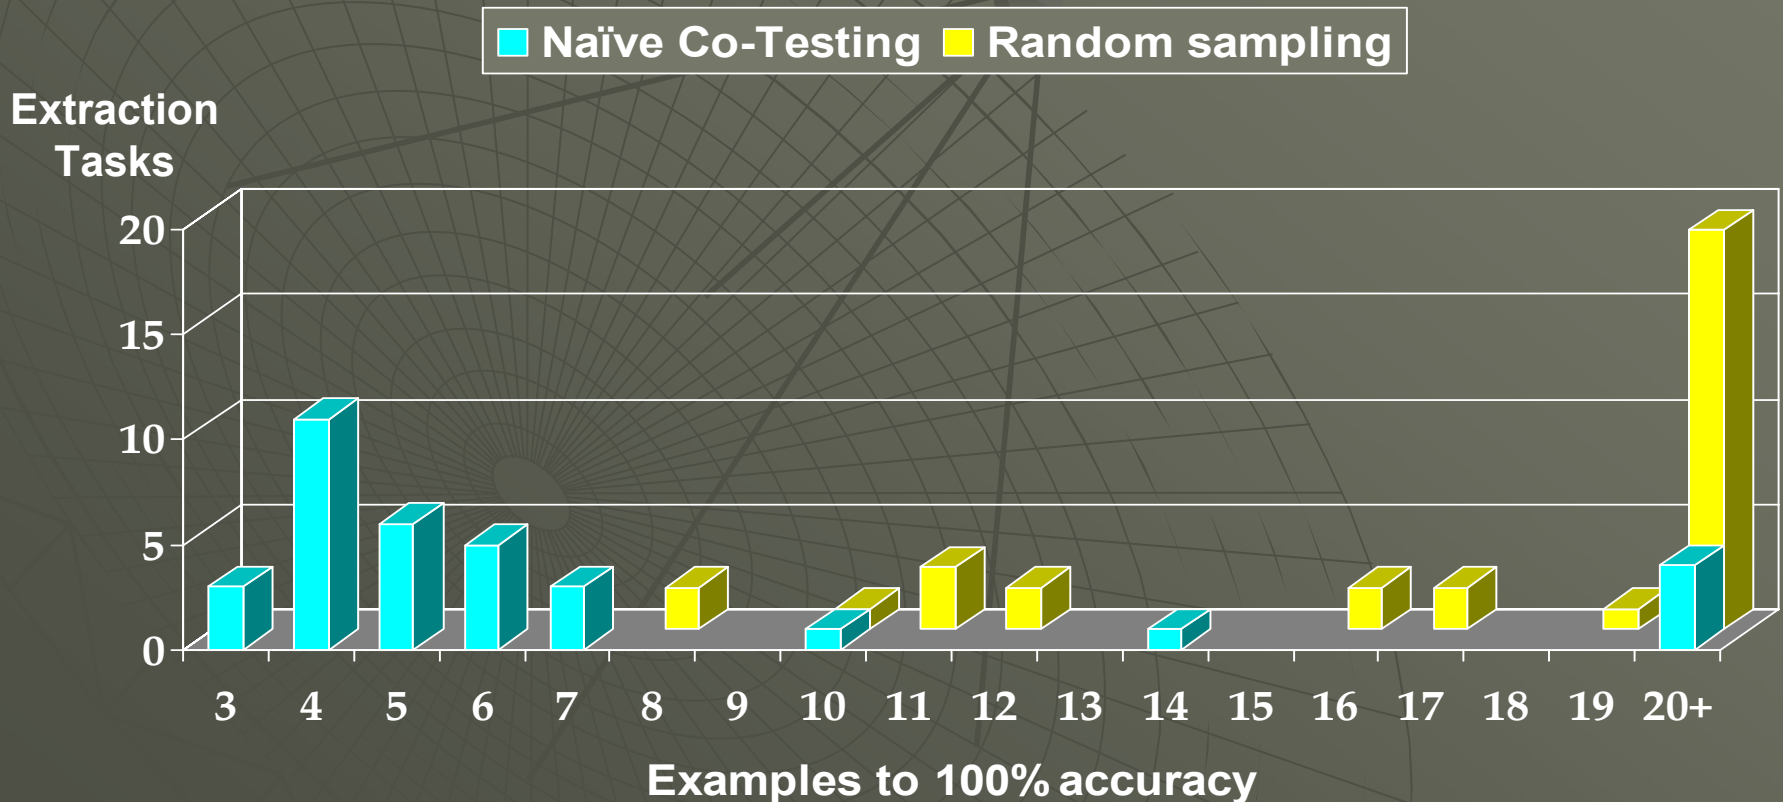 Naïve Co-Testing Random sampling
Extraction
Tasks
20
15
10
5
0
3 4 5 6 7 8 9 10 11 12 13 14 15 16 17 18 19 20+
Examples to 100% accuracy